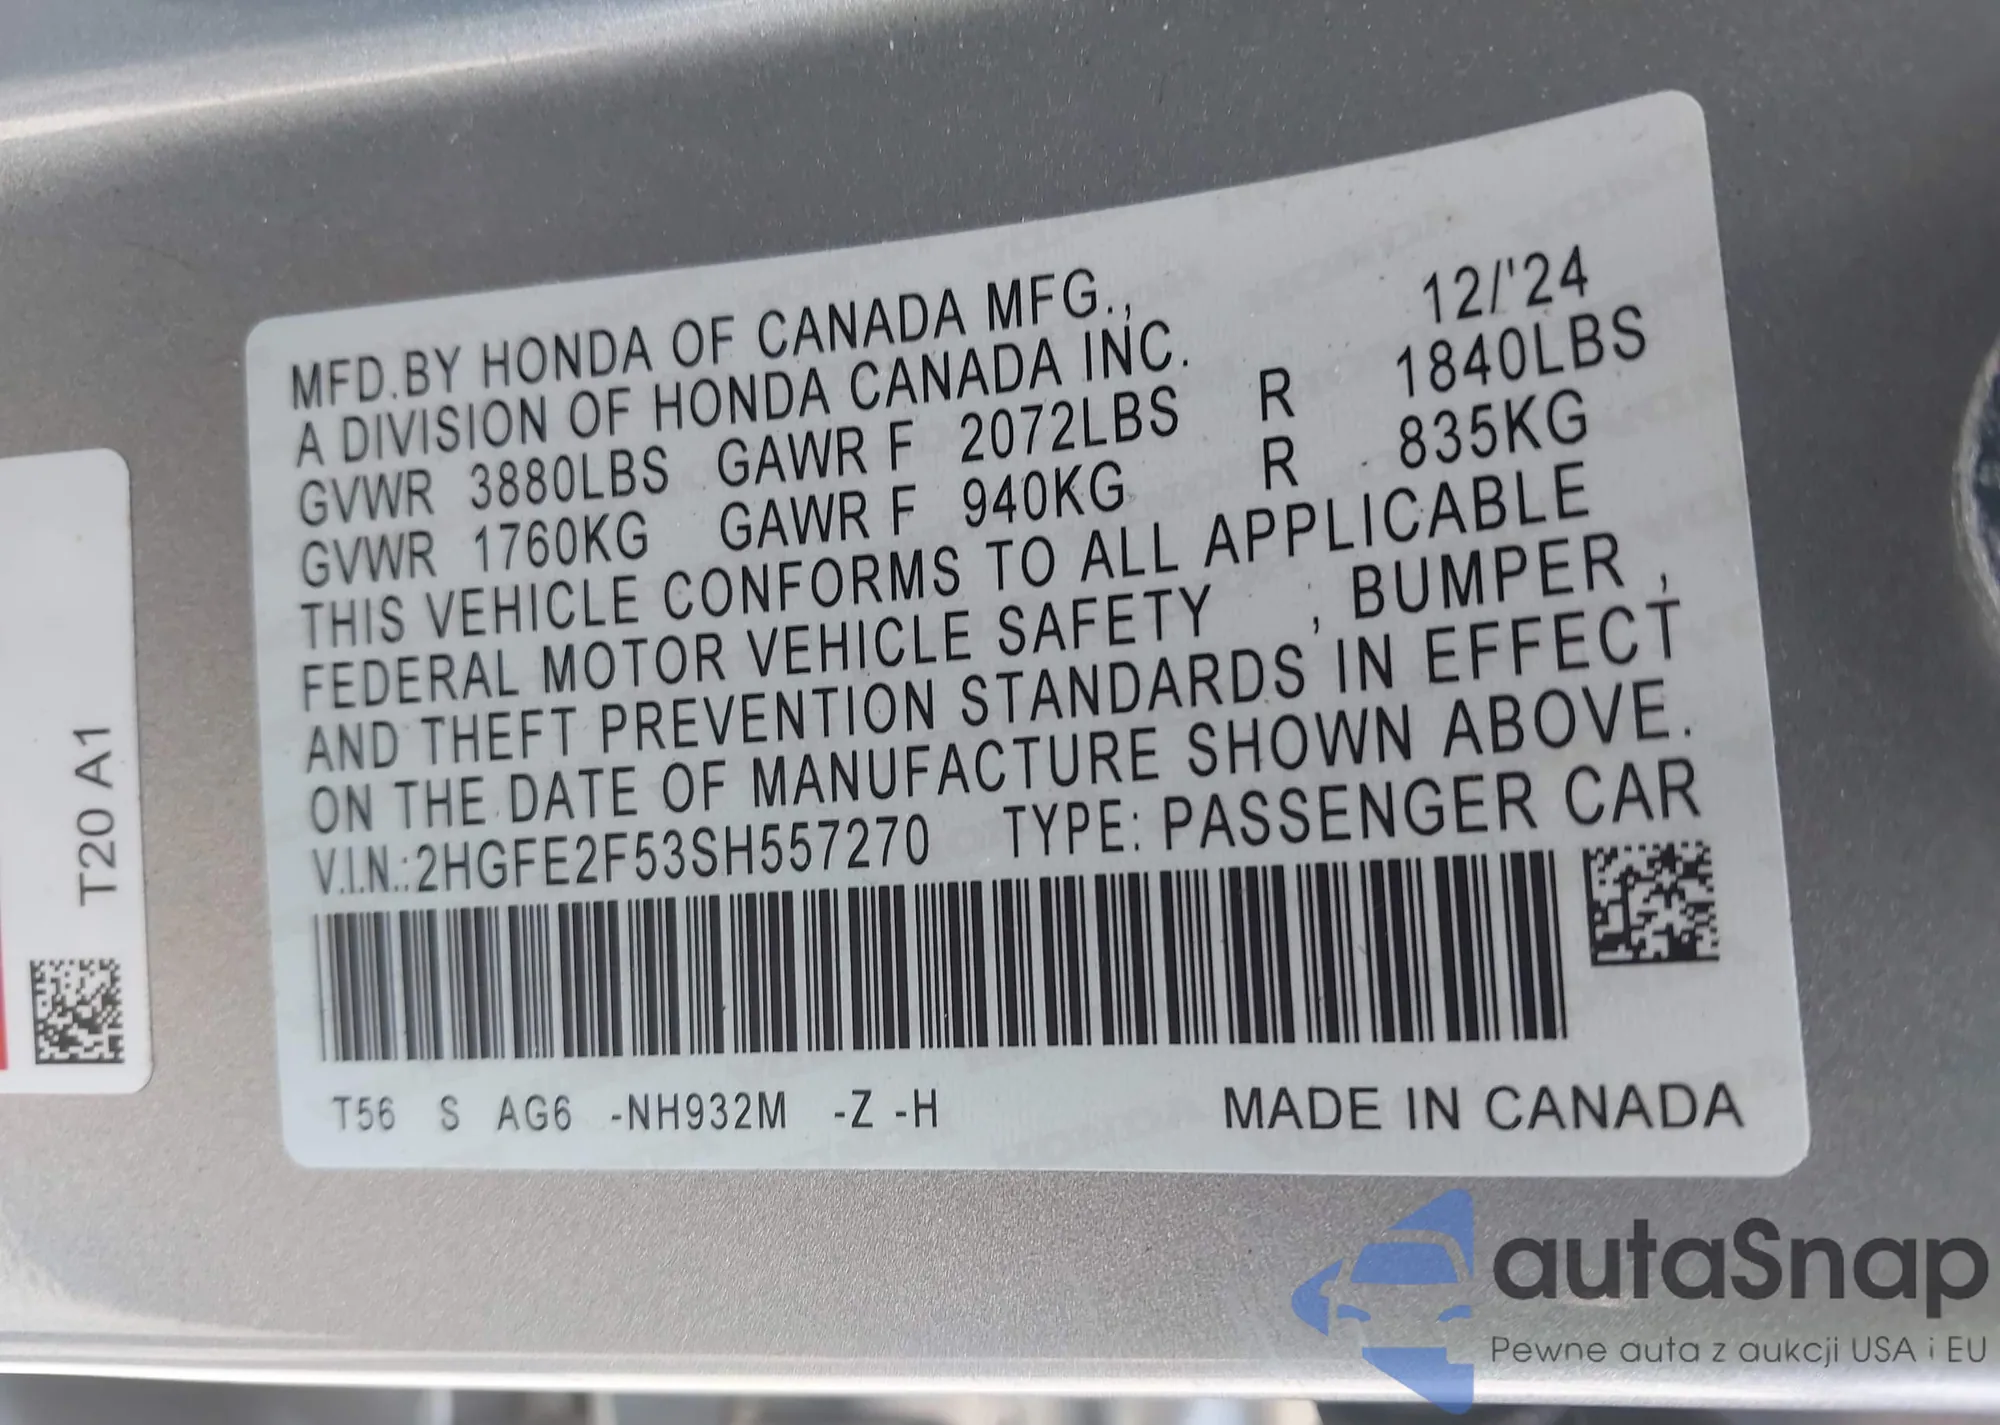 MFD.BY HONDA OF CANADA MFG., 12/'24
A DIVISION OF HONDA CANADA INC.
GVWR 3880LBS GAWR F 2072LBS R 1840LBS
GVWR 1760KG GAWR F 940KG R 835KG
THIS VEHICLE CONFORMS TO ALL APPLICABLE
FEDERAL MOTOR VEHICLE SAFETY , BUMPER ,
AND THEFT PREVENTION STANDARDS IN EFFECT
ON THE DATE OF MANUFACTURE SHOWN ABOVE.
V.I.N.:2HGFE2F53SH557270 TYPE: PASSENGER CAR
T56 S AG6 -NH932M -Z -H MADE IN CANADA
T20 A1
autaSnap
Pewne auta z aukcji USA i EU